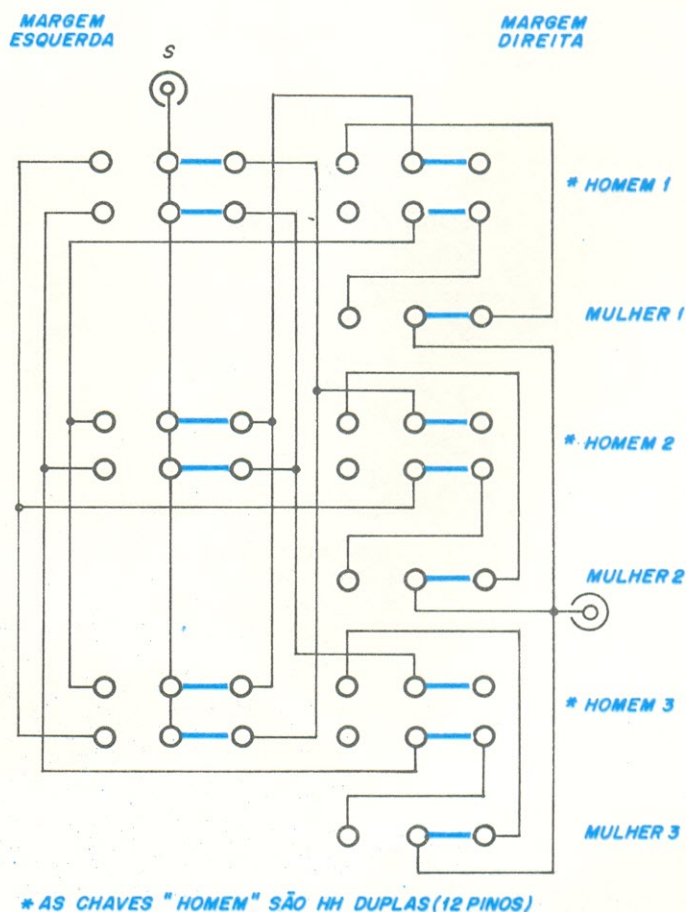 MARGEM
ESQUERDA
MARGEM
DIREITA
S
* HOMEM 1
MULHER 1
* HOMEM 2
MULHER 2
* HOMEM 3
MULHER 3
* AS CHAVES "HOMEM" SÃO HH DUPLAS (12 PINOS)